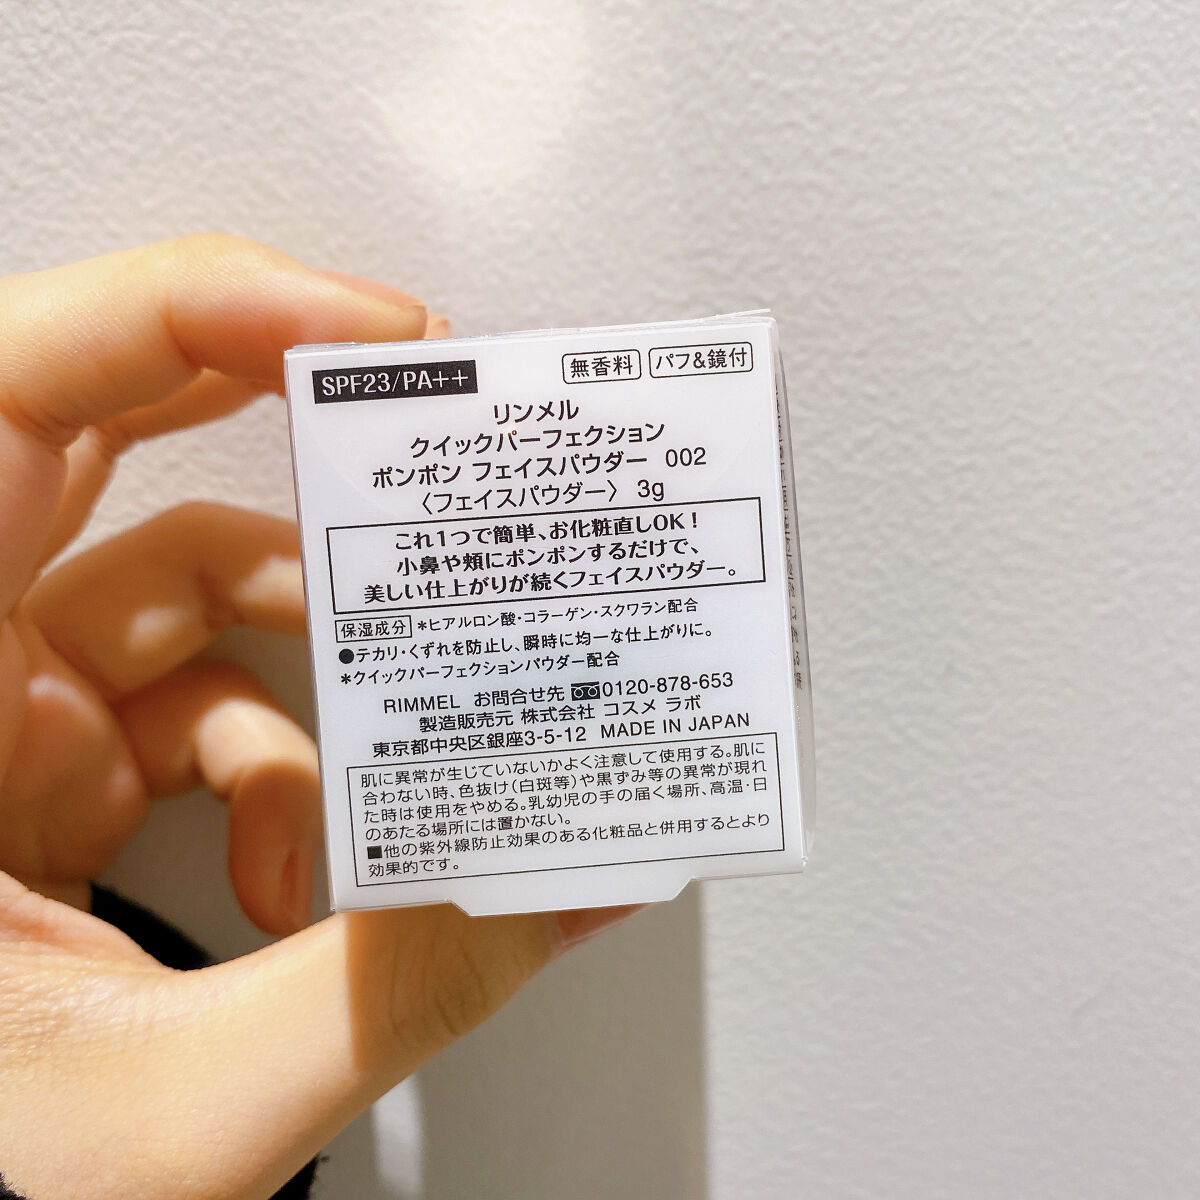 SPF23/PA++ 無香料 パフ&鏡付
リンメル
クイックパーフェクション
ポンポン フェイスパウダー 002
〈フェイスパウダー〉 3g
これ1つで簡単、お化粧直しOK!
小鼻や頬にポンポンするだけで、
美しい仕上がりが続くフェイスパウダー。
保湿成分 *ヒアルロン酸・コラーゲン・スクワラン配合
●テカリ・くずれを防止し、瞬時に均一な仕上がりに。
*クイックパーフェクションパウダー配合
RIMMEL お問合せ先 0120-878-653
製造販売元 株式会社 コスメ ラボ
東京都中央区銀座3-5-12 MADE IN JAPAN
肌に異常が生じていないかよく注意して使用する。肌に
合わない時、色抜け(白斑等)や黒ずみ等の異常が現れ
た時は使用をやめる。乳幼児の手の届く場所、高温・日
のあたる場所には置かない。
■他の紫外線防止効果のある化粧品と併用するとより
効果的です。